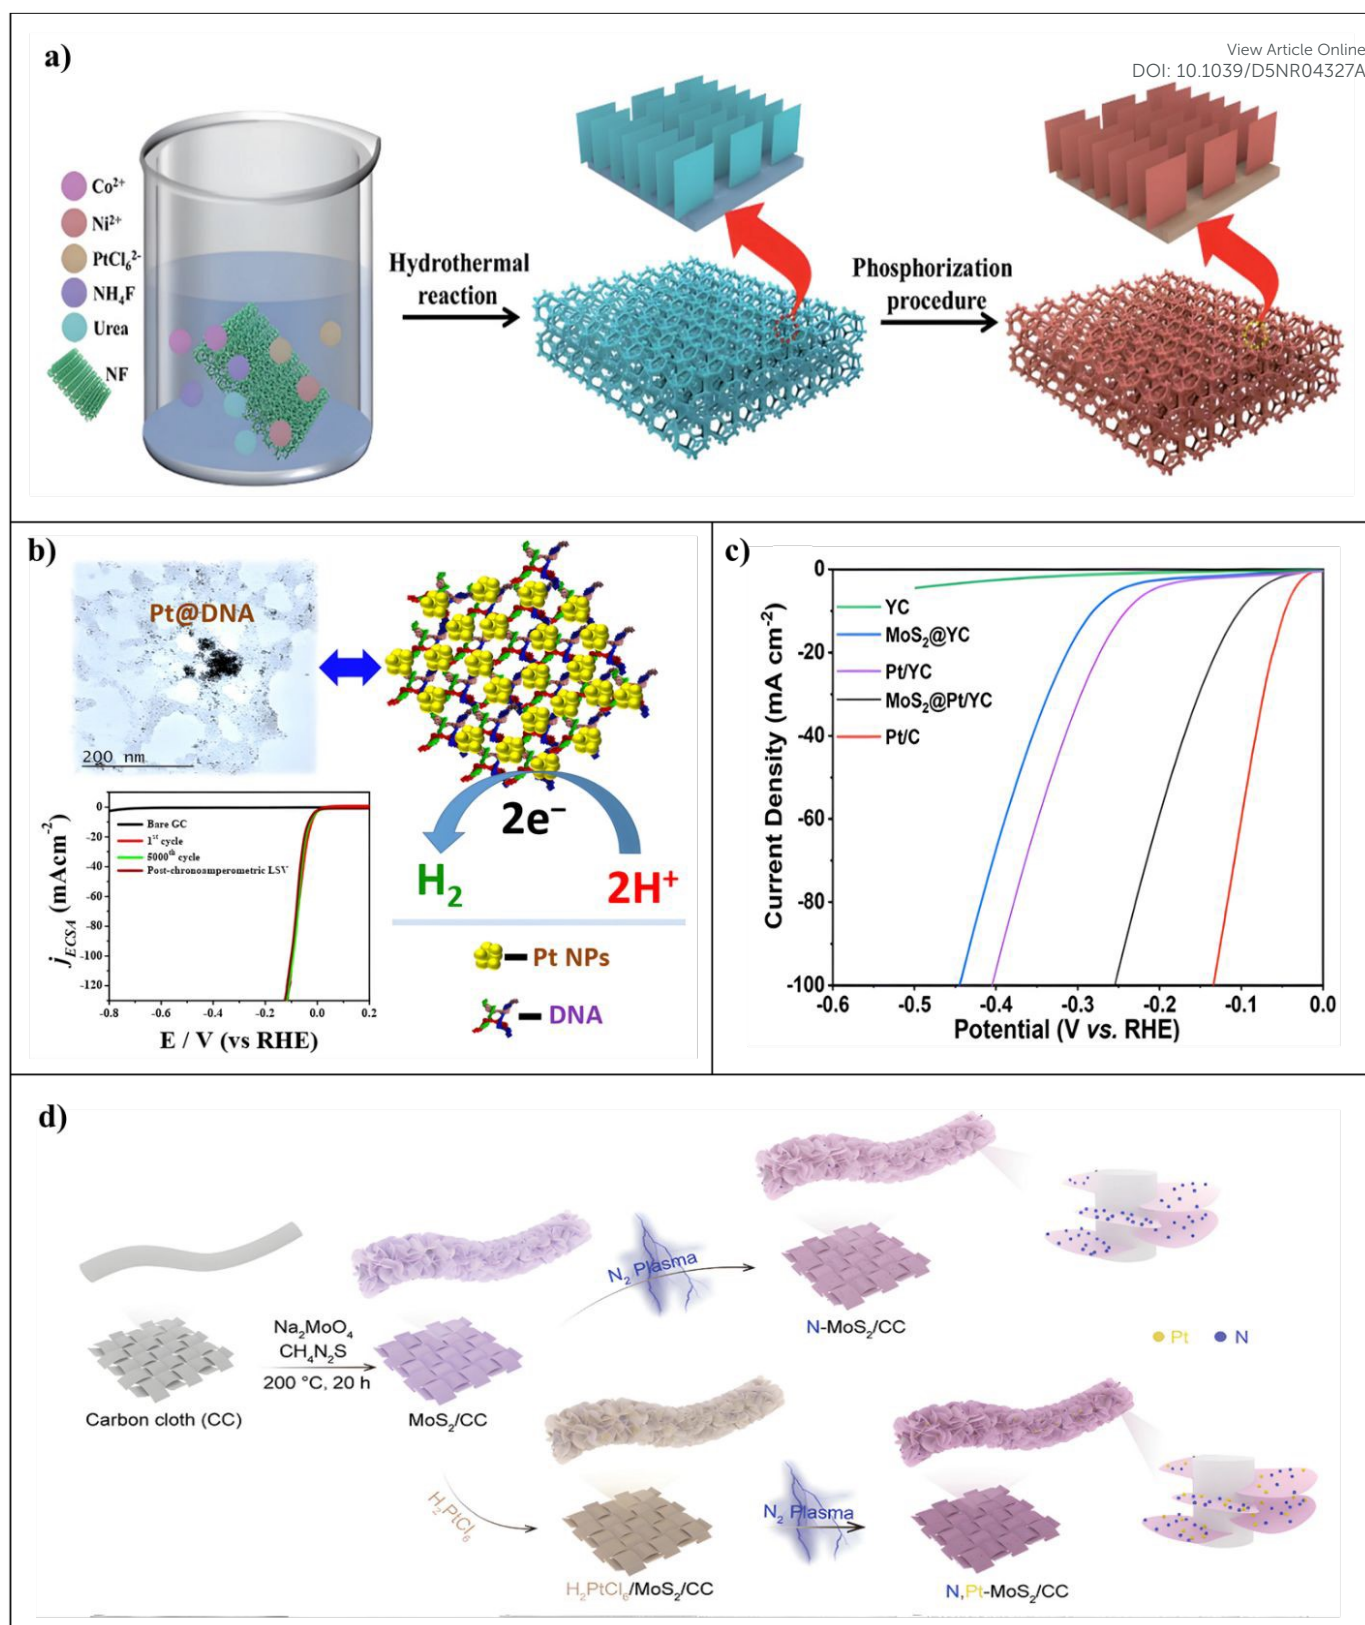 View Article Online
DOI: 10.1039/D5NR04327A
a)
Co²⁺
Ni²⁺
PtCl₆²⁻
NH₄F
Urea
NF
Hydrothermal
reaction
Phosphorization
procedure
b)
Pt@DNA
200 nm
2e⁻
H₂
2H⁺
Pt NPs
DNA
0
-20
-40
-60
-80
-100
-120
Bare GC
1ˢᵗ cycle
5000ᵗʰ cycle
Post-chronoamperometric LSV
j_ECSA (mAcm⁻²)
-0.8 -0.6 -0.4 -0.2 0.0 0.2
E / V (vs RHE)
c)
0
-20
-40
-60
-80
-100
YC
MoS₂@YC
Pt/YC
MoS₂@Pt/YC
Pt/C
Current Density (mA cm⁻²)
-0.6 -0.5 -0.4 -0.3 -0.2 -0.1 0.0
Potential (V vs. RHE)
d)
N₂ Plasma
N-MoS₂/CC
Na₂MoO₄
CH₄N₂S
200 °C, 20 h
Carbon cloth (CC)
MoS₂/CC
Pt N
H₂PtCl₆
N₂ Plasma
H₂PtCl₆/MoS₂/CC
N,Pt-MoS₂/CC